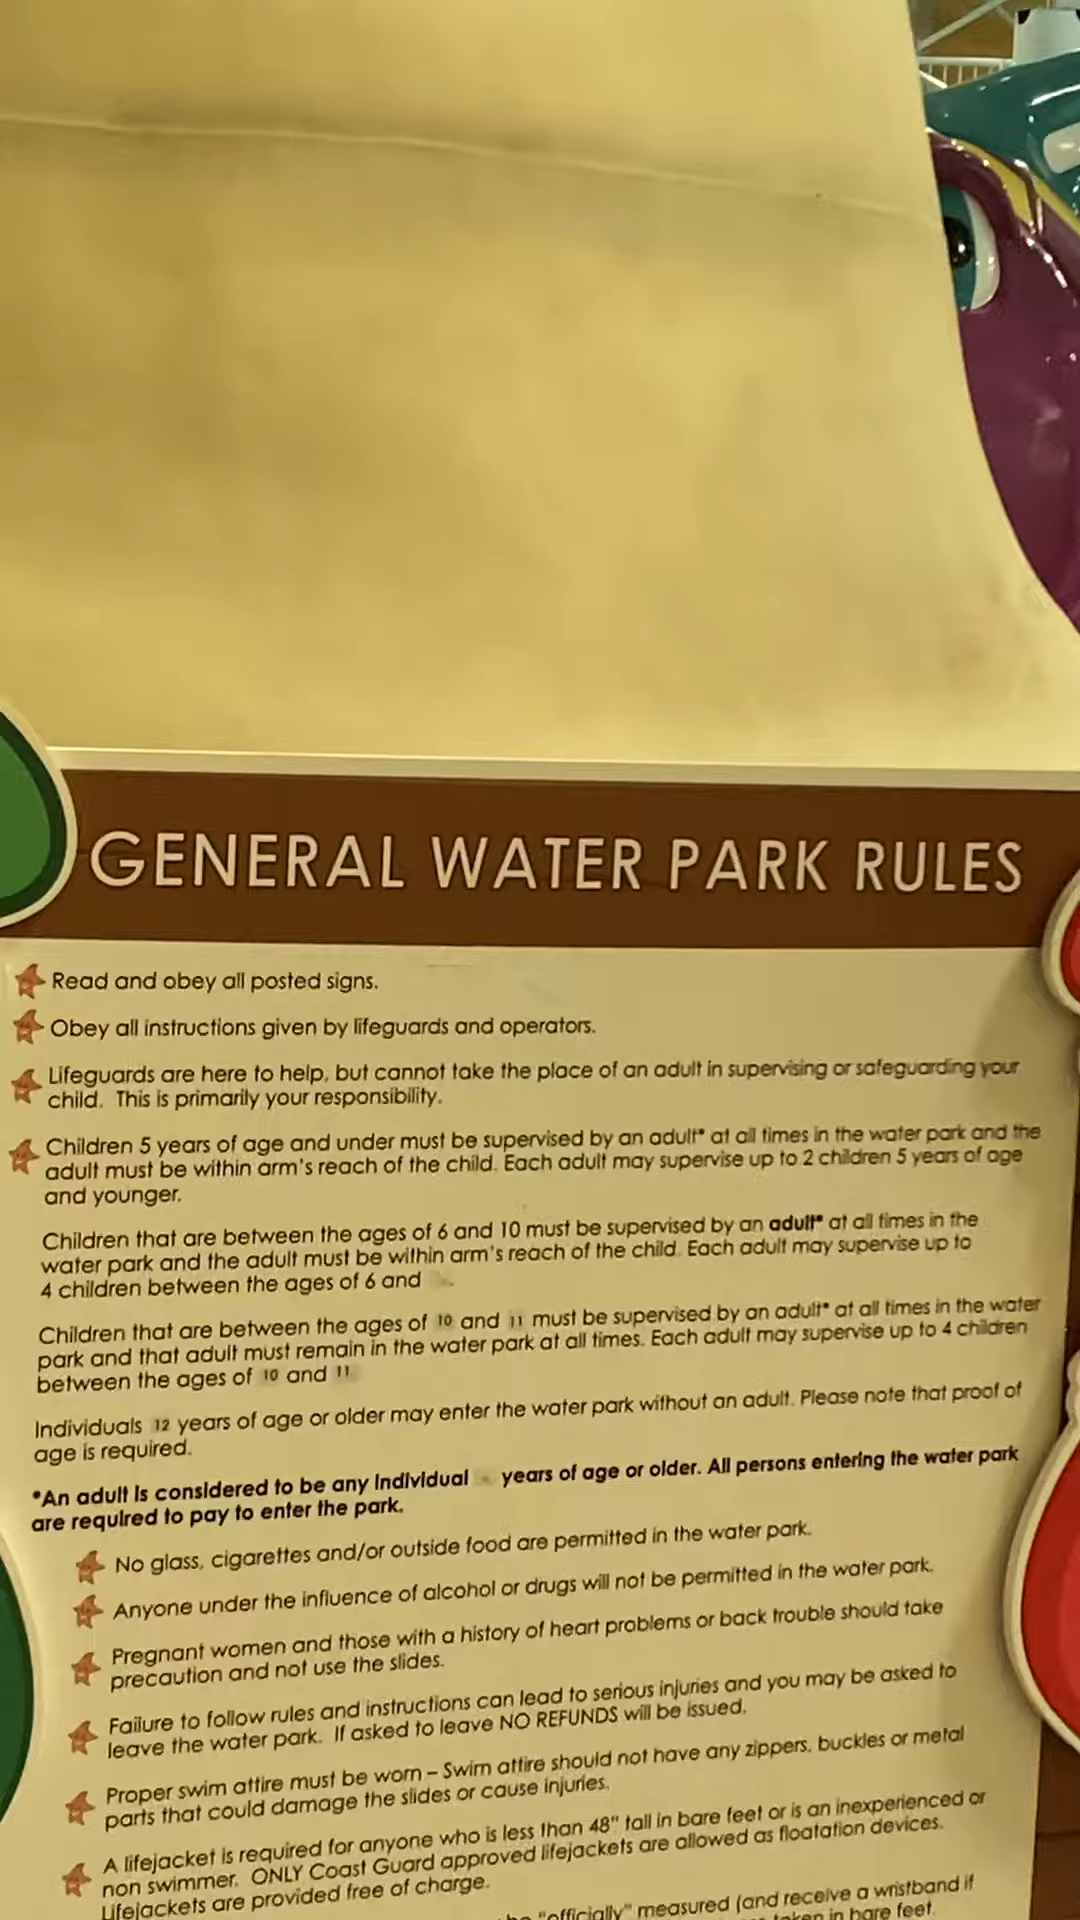 GENERAL WATER PARK RULES
Read and obey all posted signs.
Obey all instructions given by lifeguards and operators.
Lifeguards are here to help, but cannot take the place of an adult in supervising or safeguarding your
child. This is primarily your responsibility.
Children 5 years of age and under must be supervised by an adult* at all times in the water park and the
adult must be within arm's reach of the child. Each adult may supervise up to 2 children 5 years of age
and younger.
Children that are between the ages of 6 and 10 must be supervised by an adult* at all times in the
water park and the adult must be within arm's reach of the child. Each adult may supervise up to
4 children between the ages of 6 and
Children that are between the ages of 10 and 11 must be supervised by an adult* at all times in the water
park and that adult must remain in the water park at all times. Each adult may supervise up to 4 children
between the ages of 10 and 11
Individuals 12 years of age or older may enter the water park without an adult. Please note that proof of
age is required.
*An adult is considered to be any individual years of age or older. All persons entering the water park
are required to pay to enter the park.
No glass, cigarettes and/or outside food are permitted in the water park.
Anyone under the influence of alcohol or drugs will not be permitted in the water park.
Pregnant women and those with a history of heart problems or back trouble should take
precaution and not use the slides.
Failure to follow rules and instructions can lead to serious injuries and you may be asked to
leave the water park. If asked to leave NO REFUNDS will be issued.
Proper swim attire must be worn – Swim attire should not have any zippers, buckles or metal
parts that could damage the slides or cause injuries.
A lifejacket is required for anyone who is less than 48" tall in bare feet or is an inexperienced or
non swimmer. ONLY Coast Guard approved lifejackets are allowed as floatation devices.
Lifejackets are provided free of charge.
"officially" measured (and receive a wristband if
taken in bare feet.